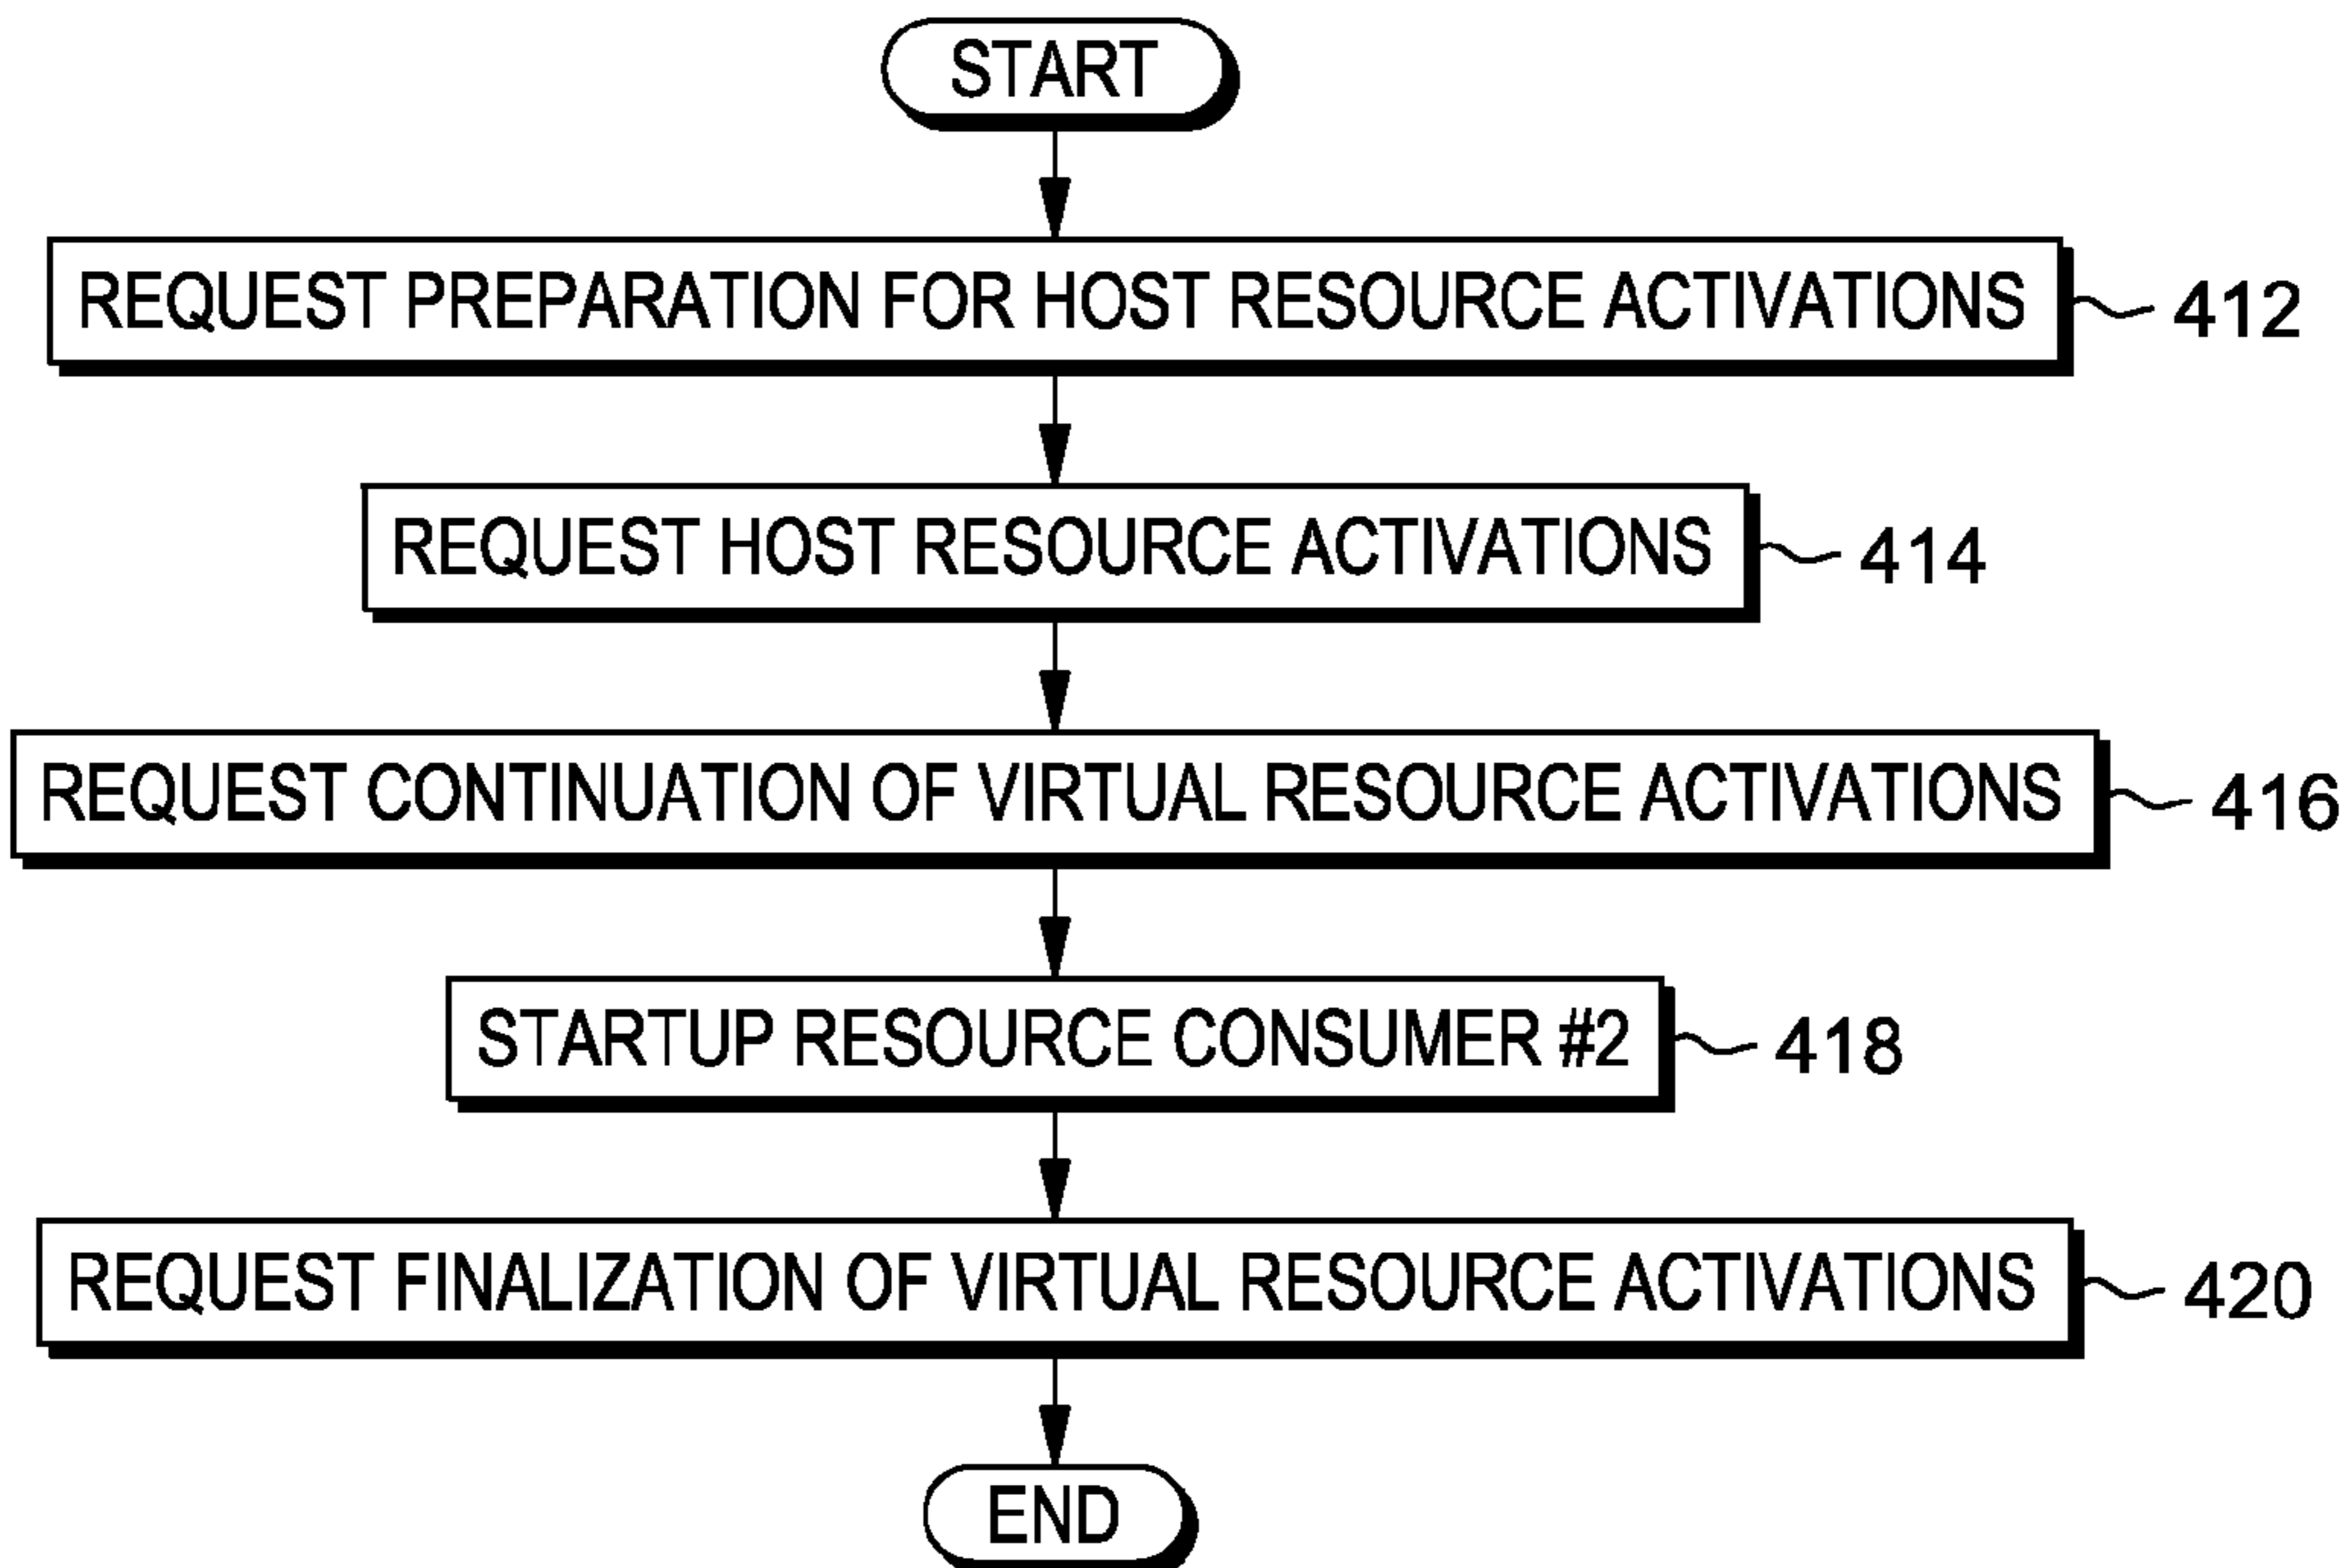 START
REQUEST PREPARATION FOR HOST RESOURCE ACTIVATIONS 412
REQUEST HOST RESOURCE ACTIVATIONS 414
REQUEST CONTINUATION OF VIRTUAL RESOURCE ACTIVATIONS 416
STARTUP RESOURCE CONSUMER #2 418
REQUEST FINALIZATION OF VIRTUAL RESOURCE ACTIVATIONS 420
END